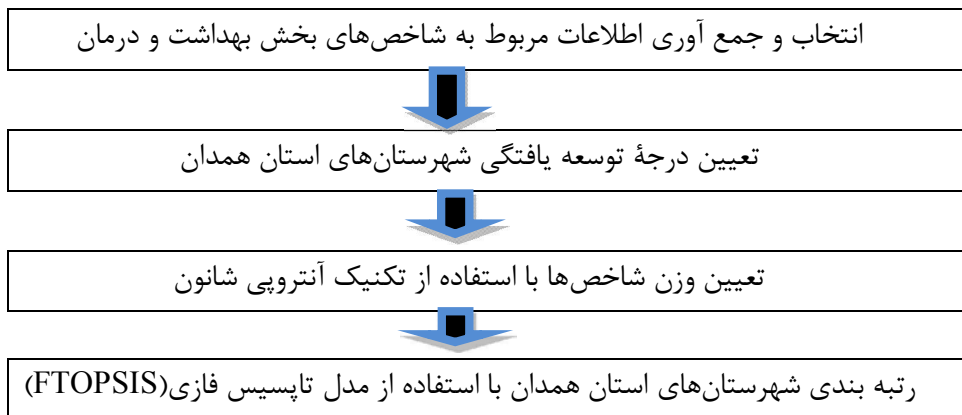 انتخاب و جمع آوری اطلاعات مربوط به شاخص‌های بخش بهداشت و درمان
تعیین درجهٔ توسعه یافتگی شهرستان‌های استان همدان
تعیین وزن شاخص‌ها با استفاده از تکنیک آنتروپی شانون
رتبه بندی شهرستان‌های استان همدان با استفاده از مدل تاپسیس فازی(FTOPSIS)